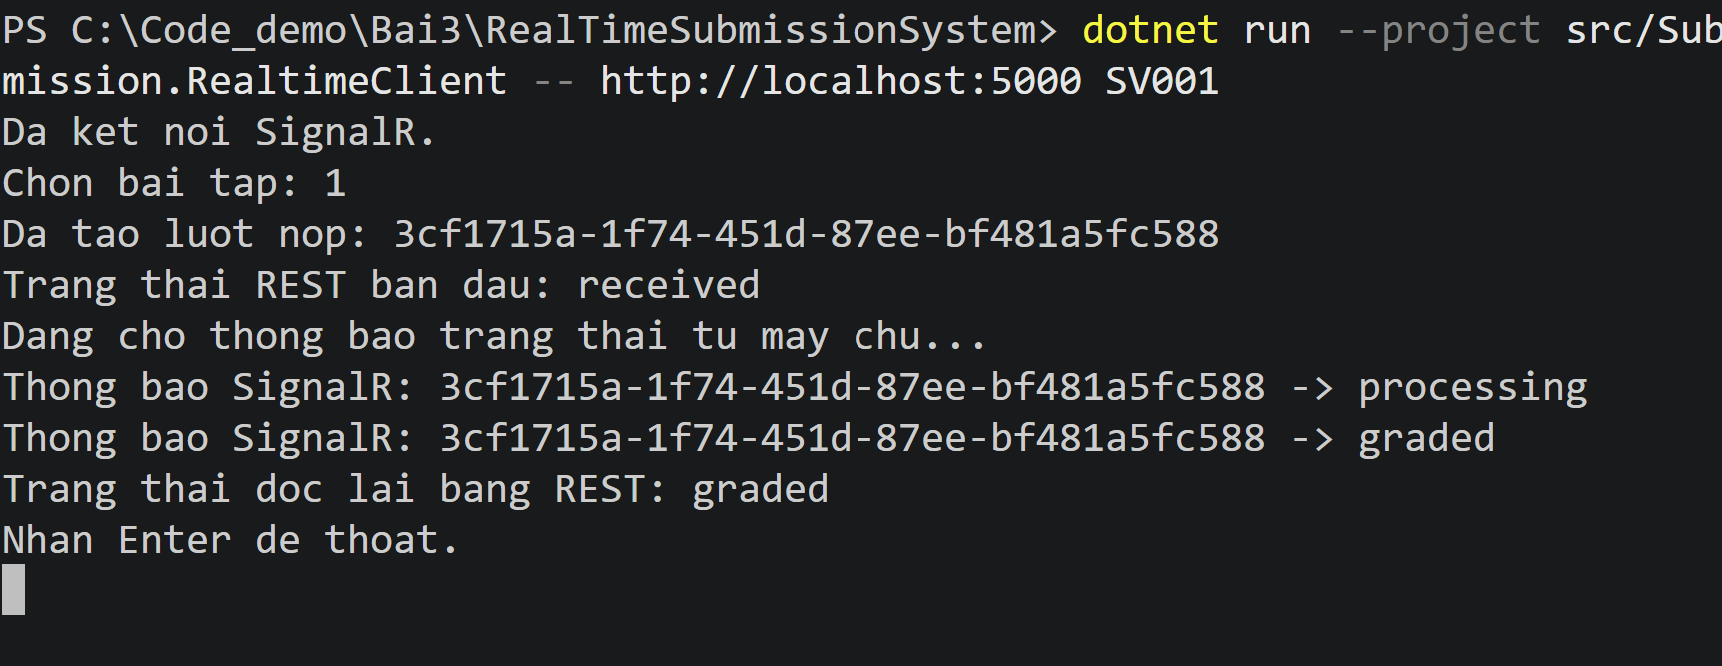 PS C:\Code_demo\Bai3\RealTimeSubmissionSystem> dotnet run --project src/Sub
mission.RealtimeClient -- http://localhost:5000 SV001
Da ket noi SignalR.
Chon bai tap: 1
Da tao luot nop: 3cf1715a-1f74-451d-87ee-bf481a5fc588
Trang thai REST ban dau: received
Dang cho thong bao trang thai tu may chu...
Thong bao SignalR: 3cf1715a-1f74-451d-87ee-bf481a5fc588 -> processing
Thong bao SignalR: 3cf1715a-1f74-451d-87ee-bf481a5fc588 -> graded
Trang thai doc lai bang REST: graded
Nhan Enter de thoat.